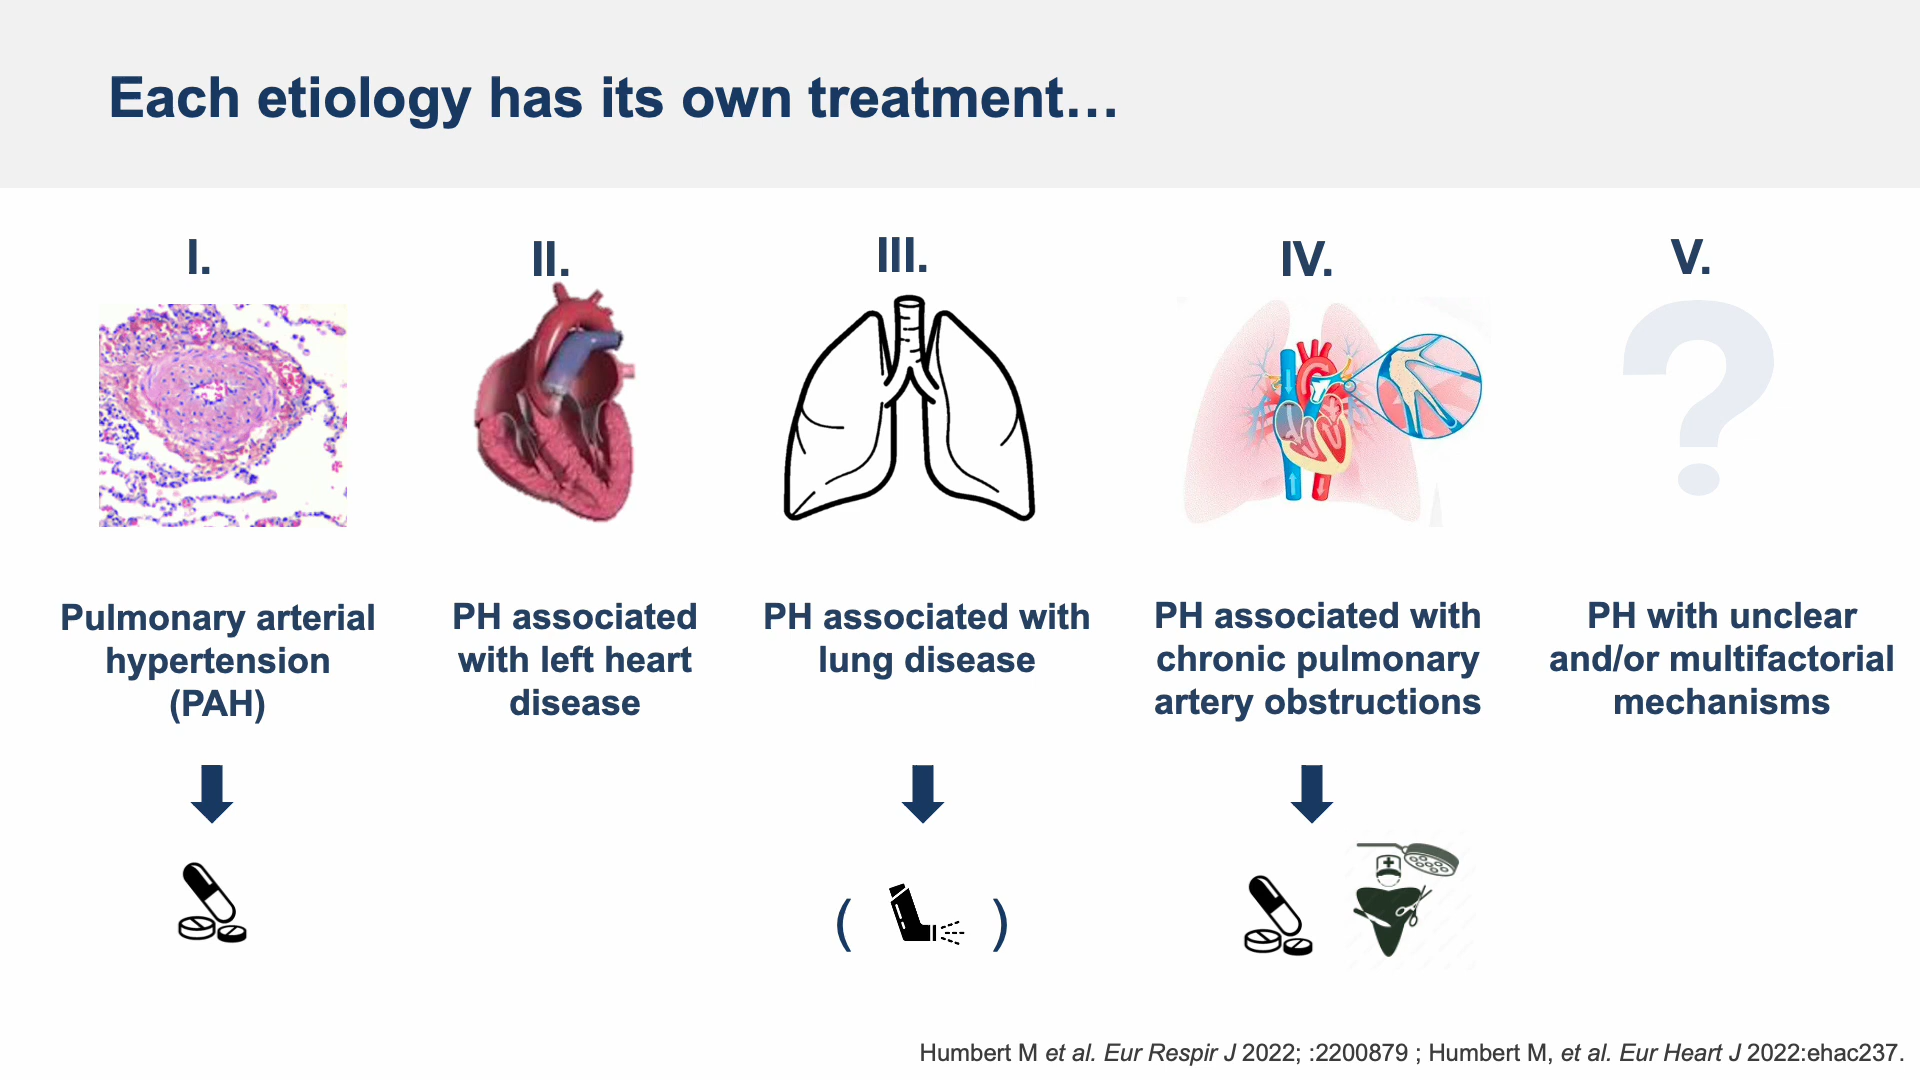 Each etiology has its own treatment…
I.
II.
III.
IV.
V.
Pulmonary arterial
hypertension
(PAH)
PH associated
with left heart
disease
PH associated with
lung disease
PH associated with
chronic pulmonary
artery obstructions
PH with unclear
and/or multifactorial
mechanisms
( )
Humbert M et al. Eur Respir J 2022; :2200879 ; Humbert M, et al. Eur Heart J 2022:ehac237.